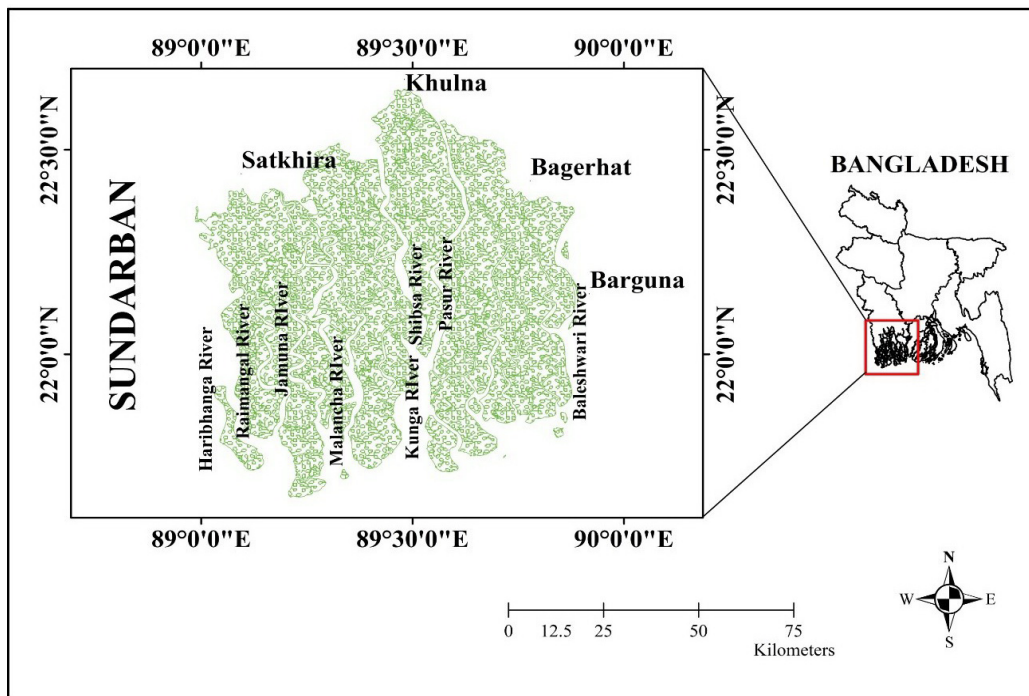 89°0'0"E 89°30'0"E 90°0'0"E
Khulna
22°30'0"N
22°30'0"N
Satkhira
Bagerhat
BANGLADESH
SUNDARBAN
Barguna
Haribhanga River
Raimangal River
Jamuna RIver
Malancha RIver
Kunga RIver
Shibsa River
Pasur River
Baleshwari River
22°0'0"N
22°0'0"N
89°0'0"E 89°30'0"E 90°0'0"E
N
W E
S
0 12.5 25 50 75
Kilometers